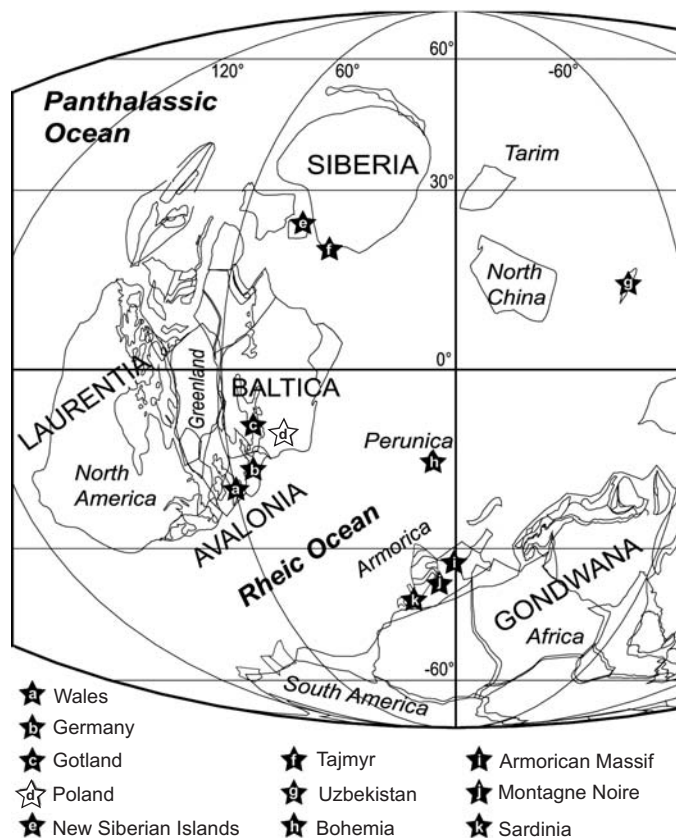 60°
120°
60°
-60°
Panthalassic
Ocean
SIBERIA
Tarim
30°
e
f
North
China
g
0°
LAURENTIA
Greenland
BALTICA
c
d
Perunica
h
North
America
b
a
AVALONIA
Rheic Ocean
Armorica
i
j
k
GONDWANA
Africa
-60°
South America
a Wales
b Germany
c Gotland
d Poland
e New Siberian Islands
f Tajmyr
g Uzbekistan
h Bohemia
i Armorican Massif
j Montagne Noire
k Sardinia